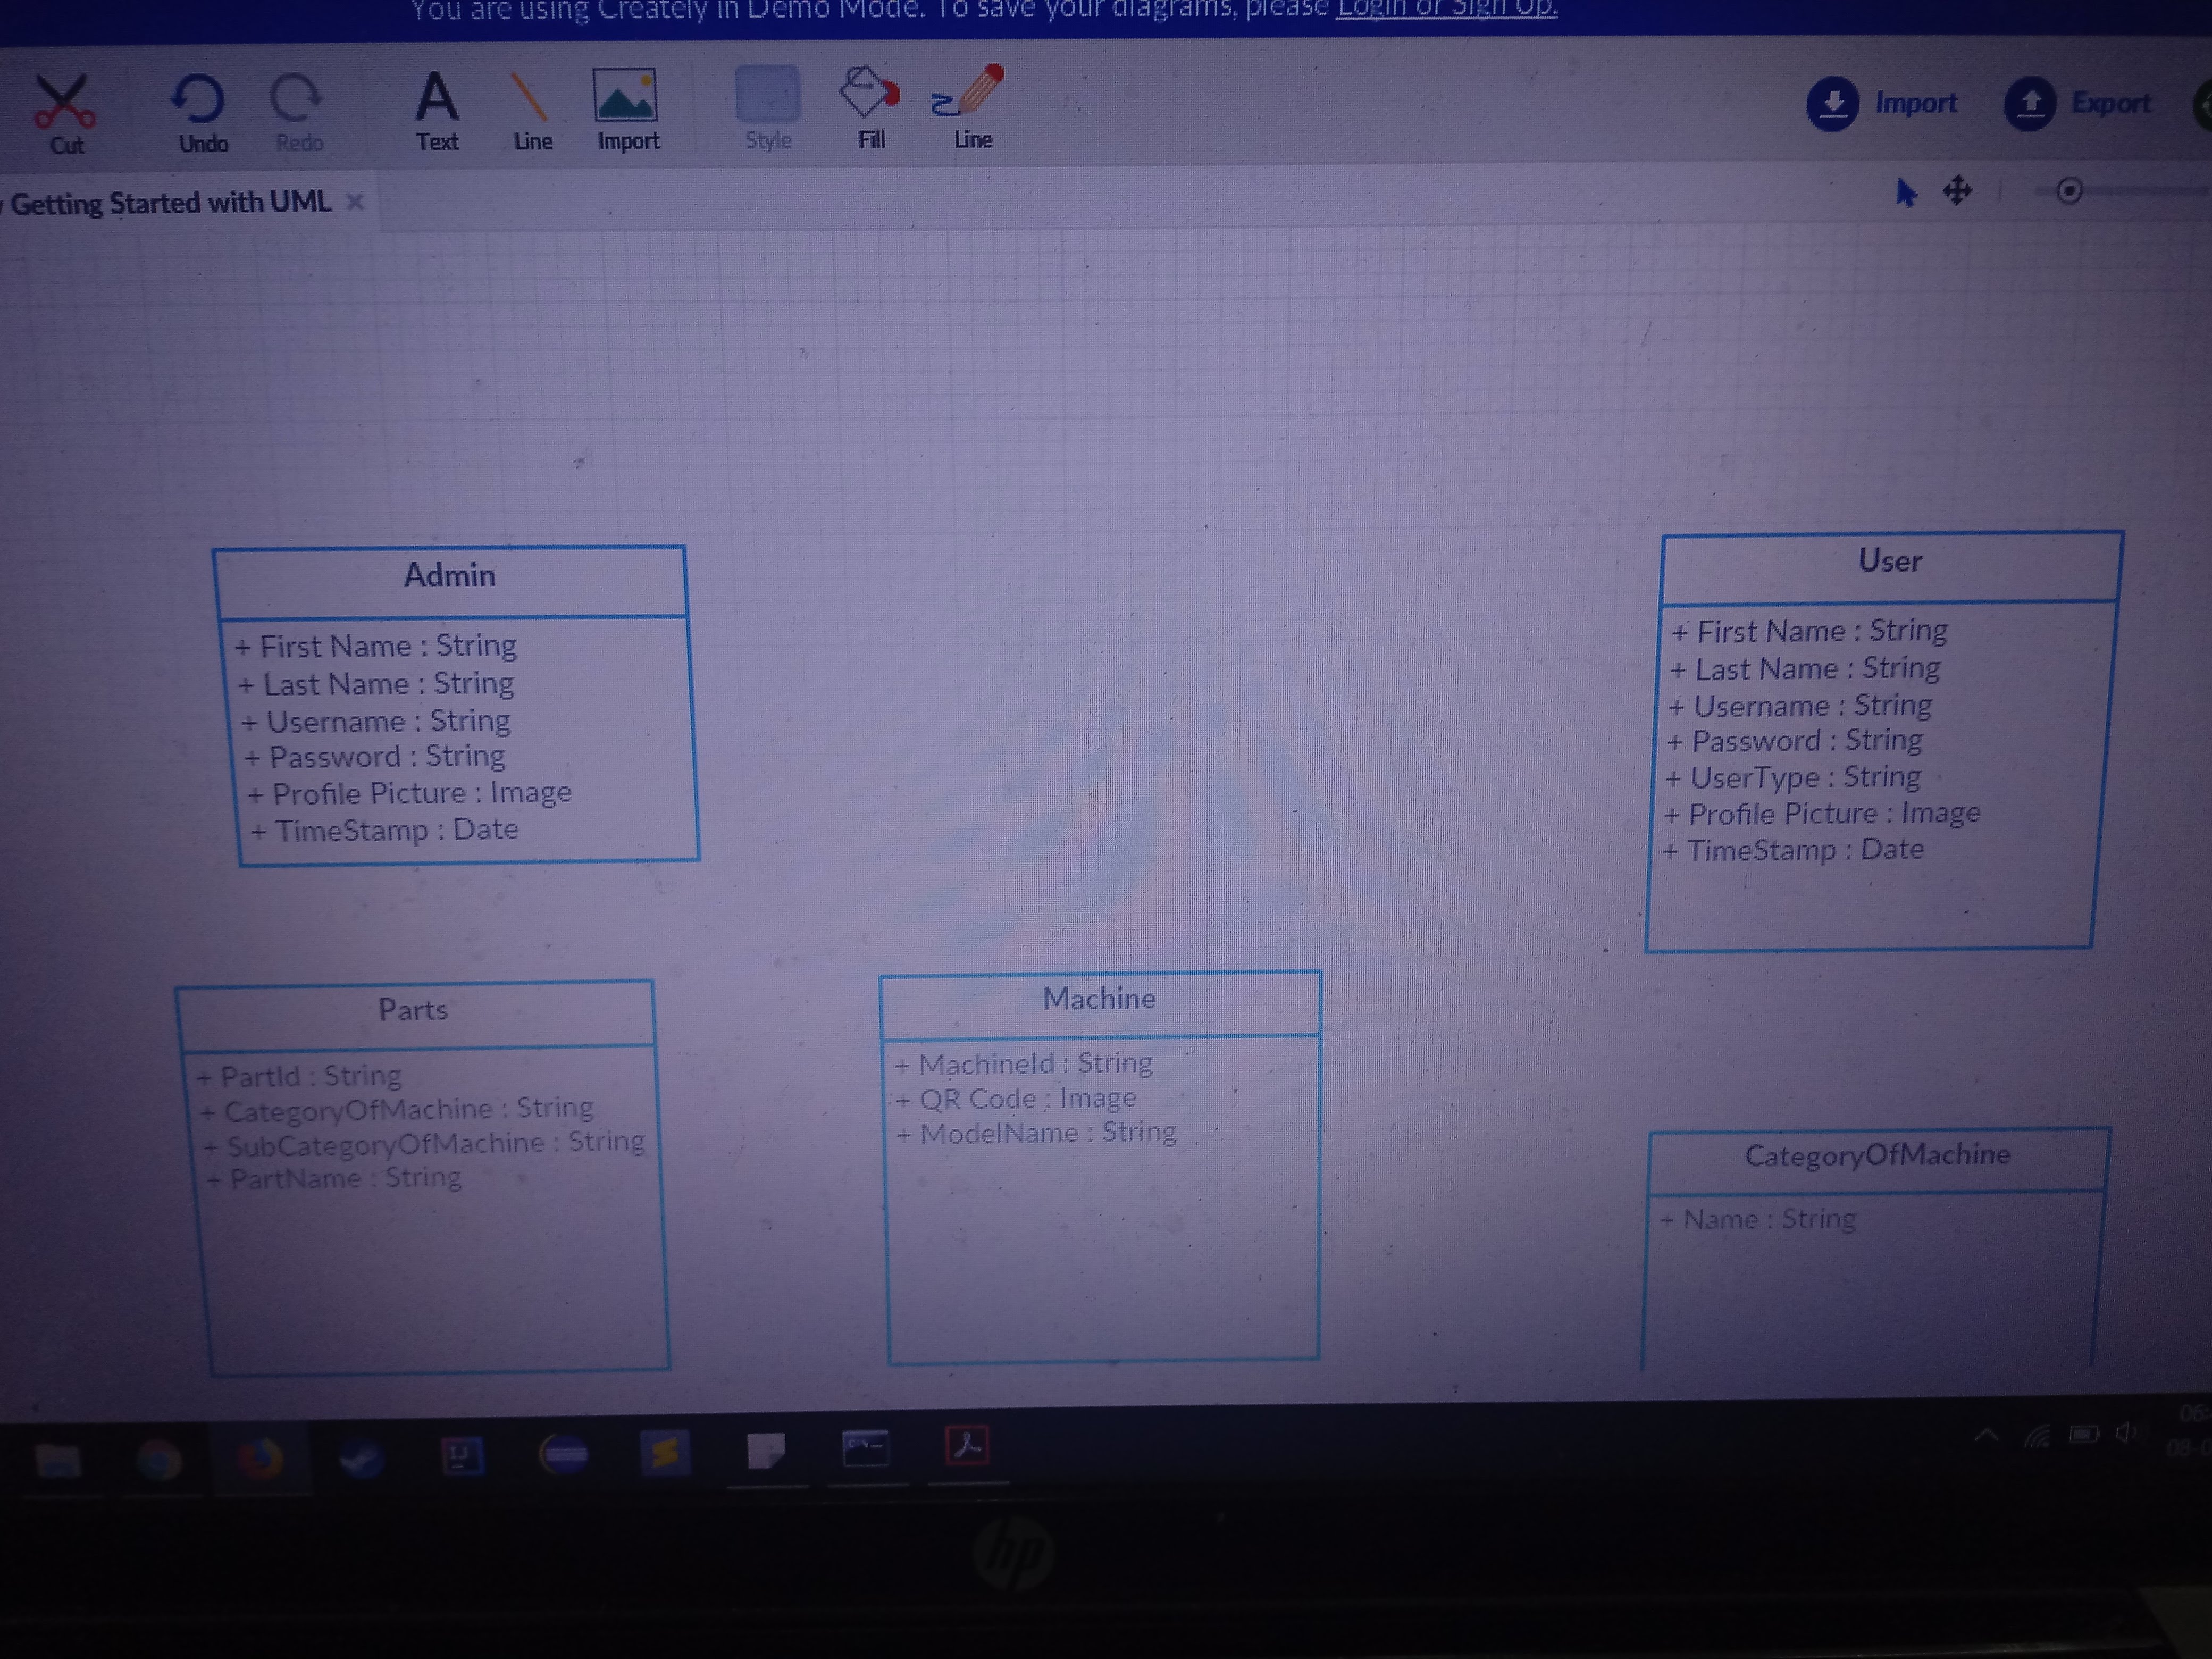 You are using Creately in Demo Mode. To save your diagrams, please Login or Sign Up.
Cut
Undo
Redo
Text
Line
Import
Style
Fill
Line
Import
Export
Getting Started with UML
Admin
+ First Name : String
+ Last Name : String
+ Username : String
+ Password : String
+ Profile Picture : Image
+ TimeStamp : Date
User
+ First Name : String
+ Last Name : String
+ Username : String
+ Password : String
+ UserType : String
+ Profile Picture : Image
+ TimeStamp : Date
Parts
+ PartId : String
+ CategoryOfMachine : String
+ SubCategoryOfMachine : String
+ PartName : String
Machine
+ MachineId : String
+ QR Code : Image
+ ModelName : String
CategoryOfMachine
+ Name : String
hp